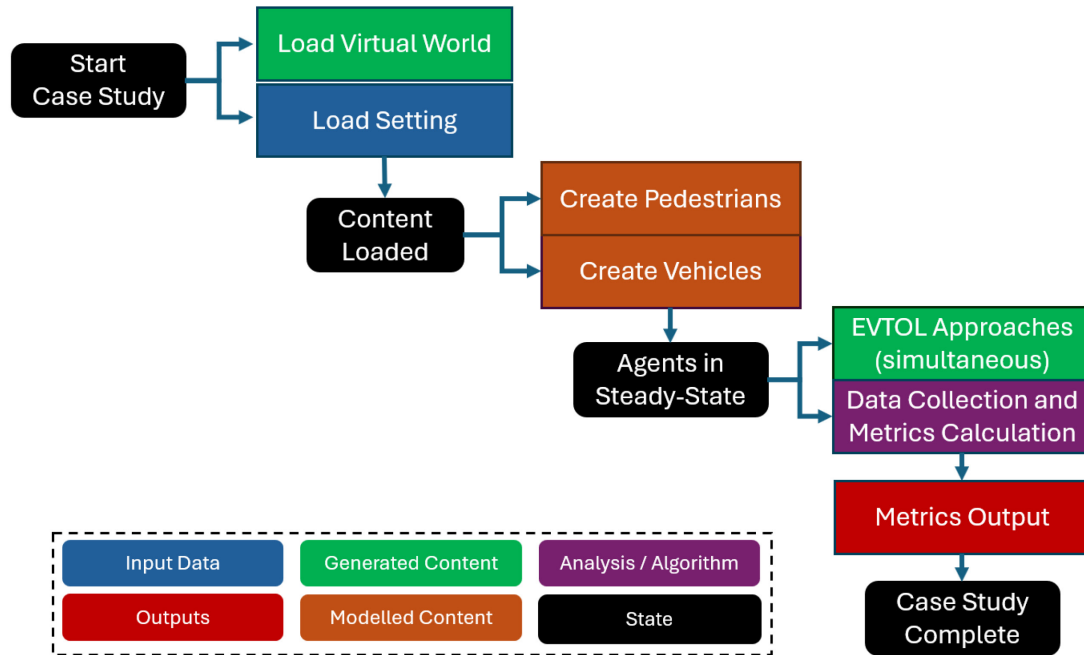 Start
Case Study
Load Virtual World
Load Setting
Content
Loaded
Create Pedestrians
Create Vehicles
Agents in
Steady-State
EVTOL Approaches
(simultaneous)
Data Collection and
Metrics Calculation
Metrics Output
Case Study
Complete
Input Data
Generated Content
Analysis / Algorithm
Outputs
Modelled Content
State